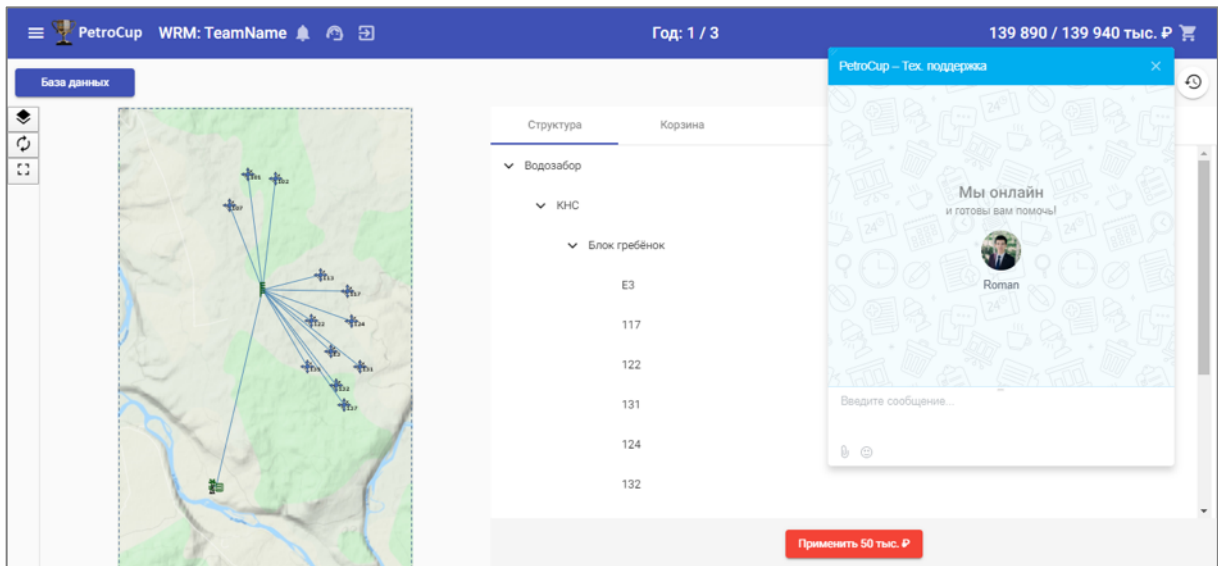 PetroCup WRM: TeamName
Год: 1 / 3
139 890 / 139 940 тыс. ₽
База данных
Структура
Корзина
Водозабор
КНС
Блок гребёнок
E3
117
122
131
124
132
PetroCup – Тех. поддержка
Мы онлайн
и готовы вам помочь!
Roman
Введите сообщение...
Применить 50 тыс. ₽